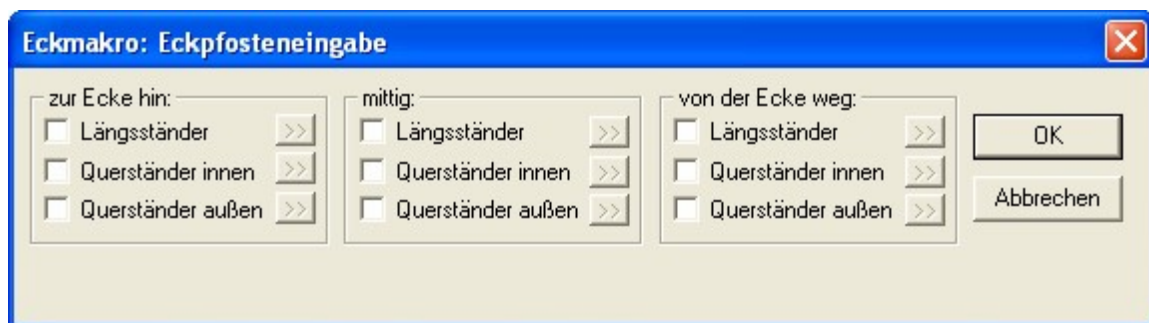 Eckmakro: Eckpfosteneingabe
zur Ecke hin:
Längsständer >>
Querständer innen >>
Querständer außen >>
mittig:
Längsständer >>
Querständer innen >>
Querständer außen >>
von der Ecke weg:
Längsständer >>
Querständer innen >>
Querständer außen >>
OK
Abbrechen